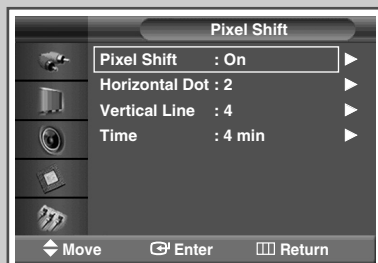 Pixel Shift
Pixel Shift : On
Horizontal Dot : 2
Vertical Line : 4
Time : 4 min
Move Enter Return